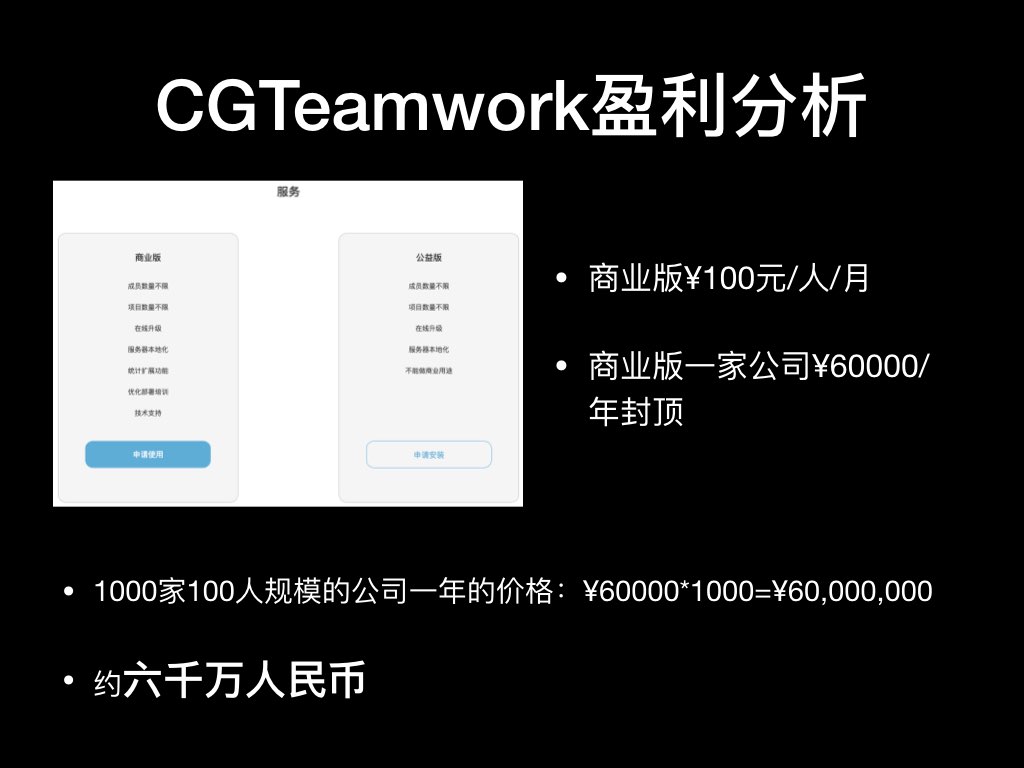 CGTeamwork盈利分析
服务
商业版
成员数量不限
项目数量不限
在线升级
服务器本地化
统计扩展功能
优化部署培训
技术支持
申请使用
公益版
成员数量不限
项目数量不限
在线升级
服务器本地化
不能做商业用途
申请安装
• 商业版¥100元/人/月
• 商业版一家公司¥60000/
年封顶
• 1000家100人规模的公司一年的价格：¥60000*1000=¥60,000,000
• 约六千万人民币